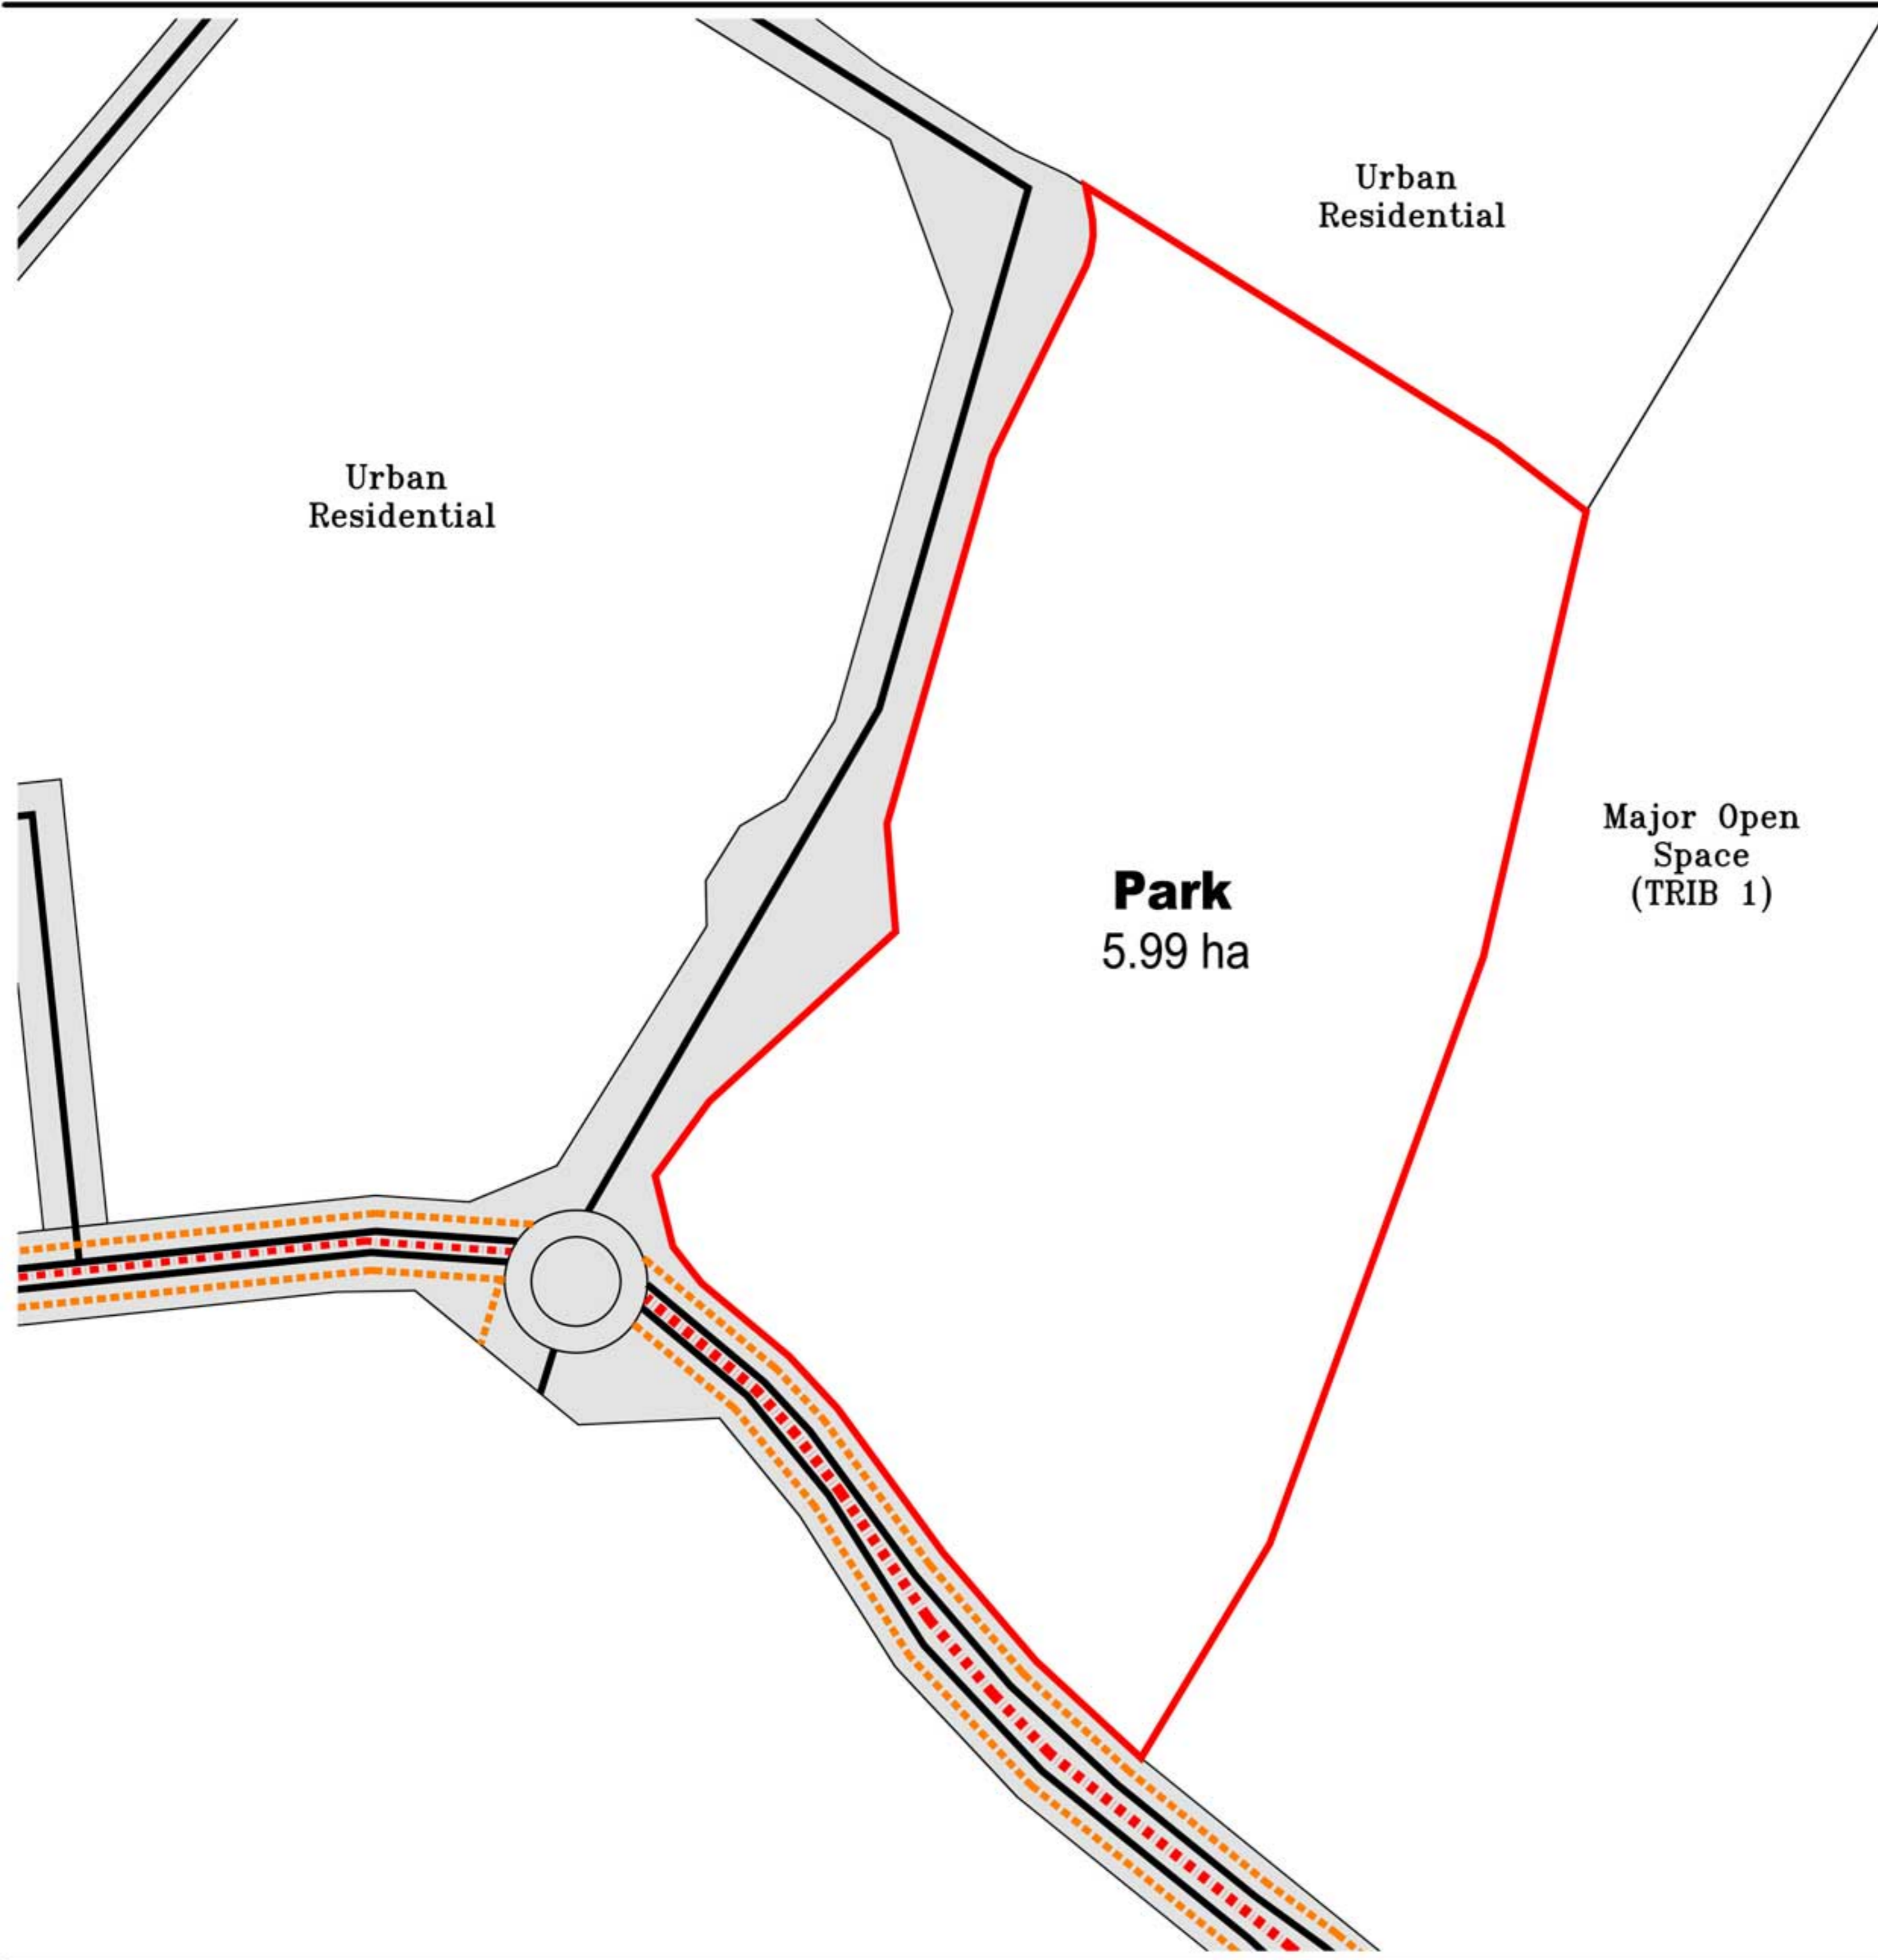 Urban
Residential
Urban
Residential
Major Open
Space
(TRIB 1)
Park
5.99 ha